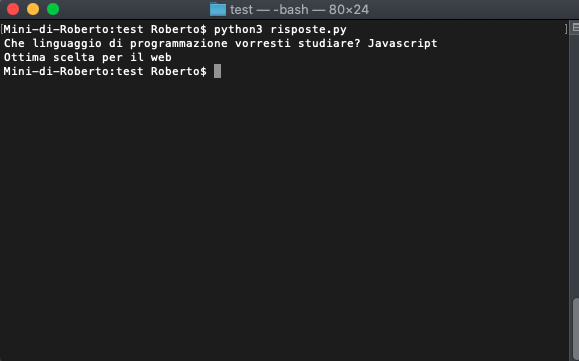 test — -bash — 80×24
[Mini-di-Roberto:test Roberto$ python3 risposte.py ]
Che linguaggio di programmazione vorresti studiare? Javascript
Ottima scelta per il web
Mini-di-Roberto:test Roberto$